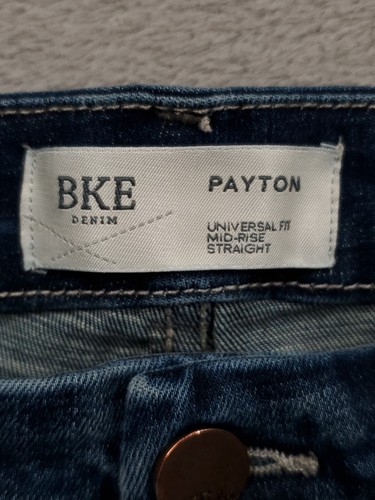 BKE
DENIM
PAYTON
UNIVERSAL FIT
MID-RISE
STRAIGHT